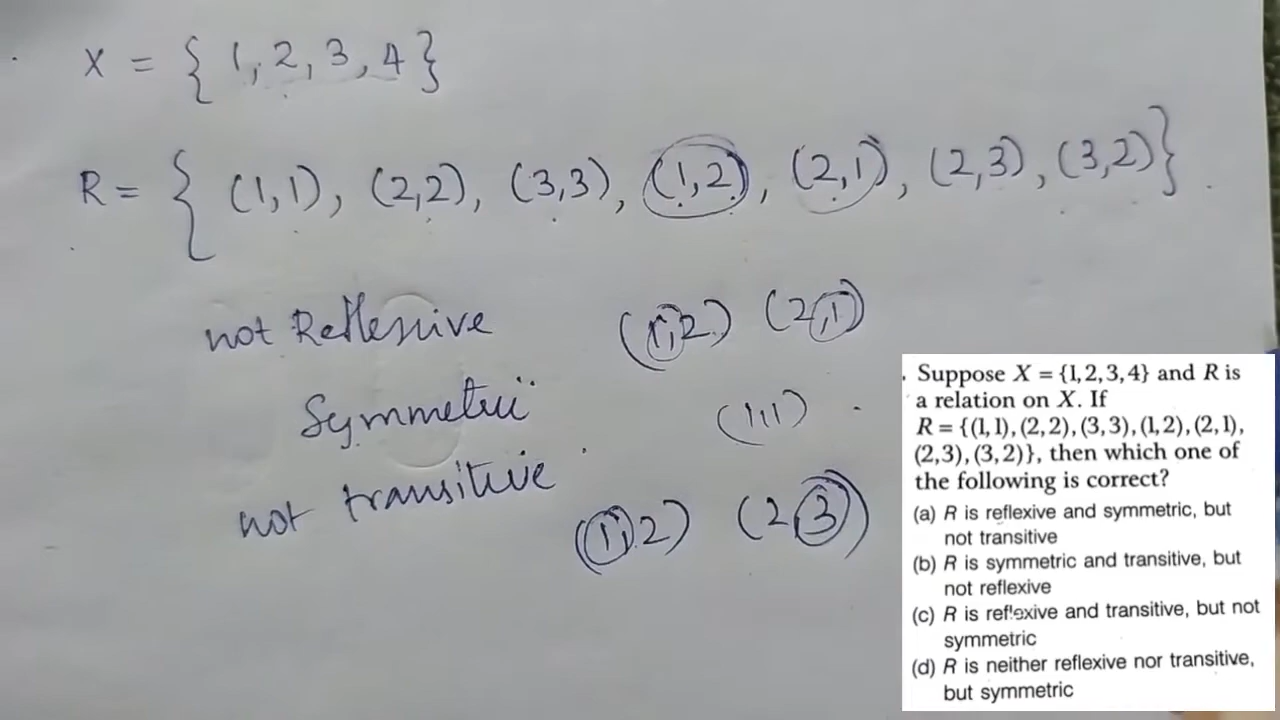 X = { 1, 2, 3, 4 }
R = { (1,1), (2,2), (3,3), (1,2), (2,1), (2,3), (3,2) } .
not Reflexive
(1,2) (2,1)
Symmetric
(1,1)
not transitive
(1,2) (2,3)
Suppose X = {1, 2, 3, 4} and R is
a relation on X. If
R = {(1, 1), (2, 2), (3, 3), (1, 2), (2, 1),
(2,3), (3, 2)}, then which one of
the following is correct?
(a) R is reflexive and symmetric, but
not transitive
(b) R is symmetric and transitive, but
not reflexive
(c) R is reflexive and transitive, but not
symmetric
(d) R is neither reflexive nor transitive,
but symmetric